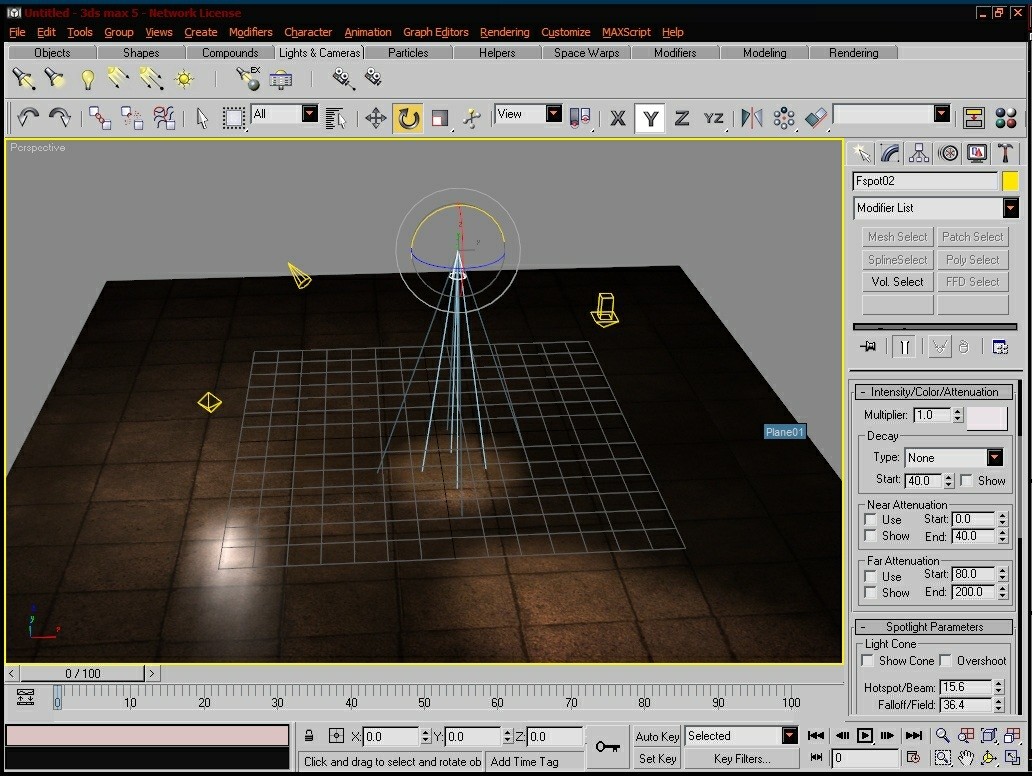 Untitled - 3ds max 5 - Network License
File Edit Tools Group Views Create Modifiers Character Animation Graph Editors Rendering Customize MAXScript Help
Objects Shapes Compounds Lights & Cameras Particles Helpers Space Warps Modifiers Modeling Rendering
EX
All View X Y Z YZ
Perspective
Fspot02
Modifier List
Mesh Select Patch Select
SplineSelect Poly Select
Vol. Select FFD Select
Plane01
- Intensity/Color/Attenuation
Multiplier: 1.0
Decay
Type: None
Start: 40.0 Show
Near Attenuation
Use Start: 0.0
Show End: 40.0
Far Attenuation
Use Start: 80.0
Show End: 200.0
- Spotlight Parameters
Light Cone
Show Cone Overshoot
Hotspot/Beam: 15.6
Falloff/Field: 36.4
< 0 / 100 >
0 10 20 30 40 50 60 70 80 90 100
X: 0.0 Y: 0.0 Z: 0.0
Auto Key Selected
Click and drag to select and rotate ob Add Time Tag
Set Key Key Filters... 0